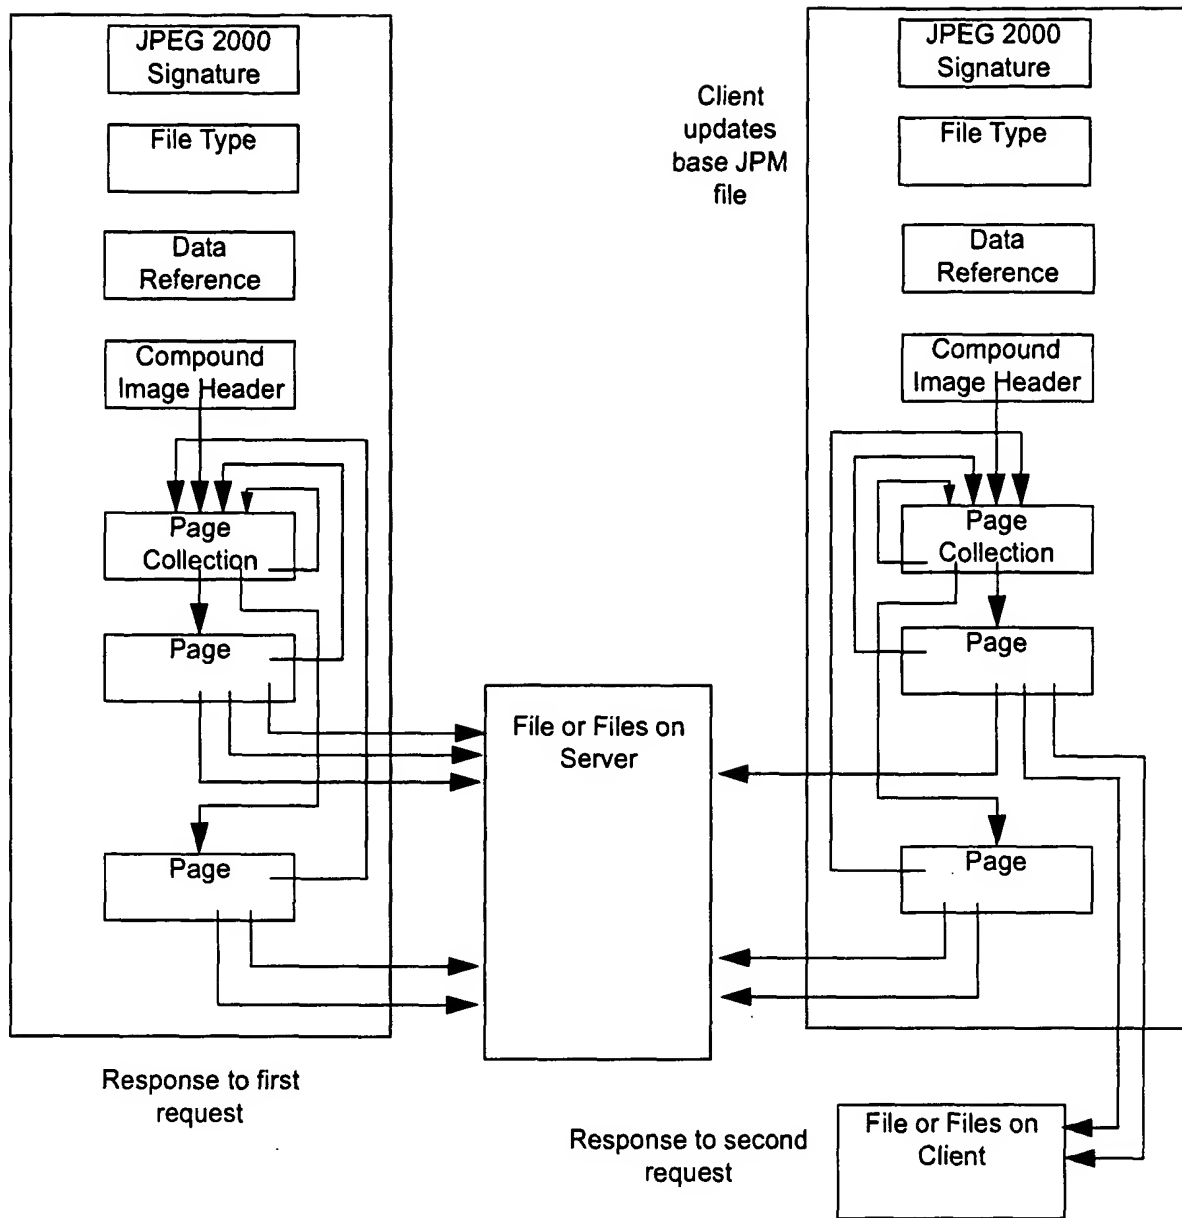 JPEG 2000
Signature
File Type
Data
Reference
Compound
Image Header
Page
Collection
Page
Page
Response to first
request
File or Files on
Server
Client
updates
base JPM
file
JPEG 2000
Signature
File Type
Data
Reference
Compound
Image Header
Page
Collection
Page
Page
Response to second
request
File or Files on
Client